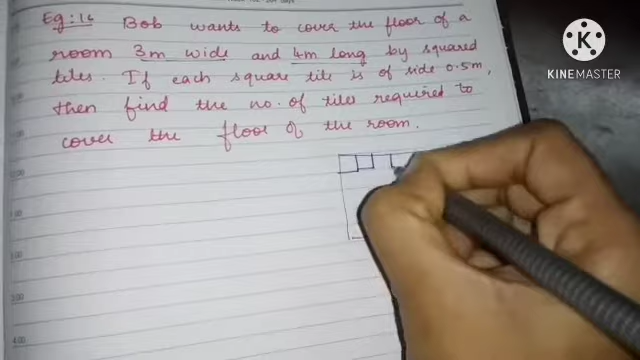 Eg: 16 Bob wants to cover the floor of a
room 3m wide and 4m long by squared
tiles. If each square tile is of side 0.5m,
then find the no. of tiles required to
cover the floor of the room.
KINEMASTER